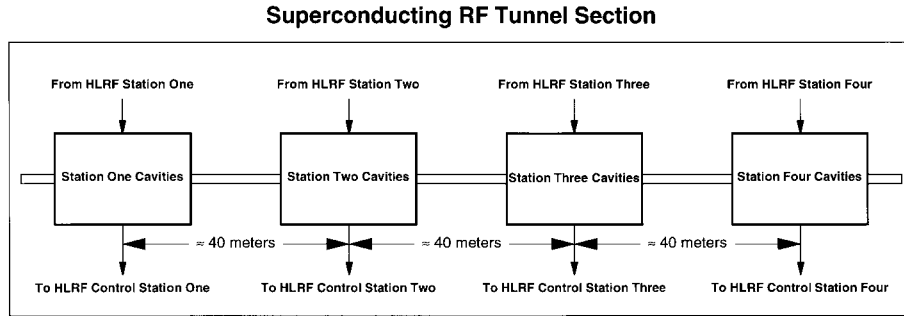 Superconducting RF Tunnel Section
From HLRF Station One
From HLRF Station Two
From HLRF Station Three
From HLRF Station Four
Station One Cavities
Station Two Cavities
Station Three Cavities
Station Four Cavities
≈ 40 meters
≈ 40 meters
≈ 40 meters
To HLRF Control Station One
To HLRF Control Station Two
To HLRF Control Station Three
To HLRF Control Station Four